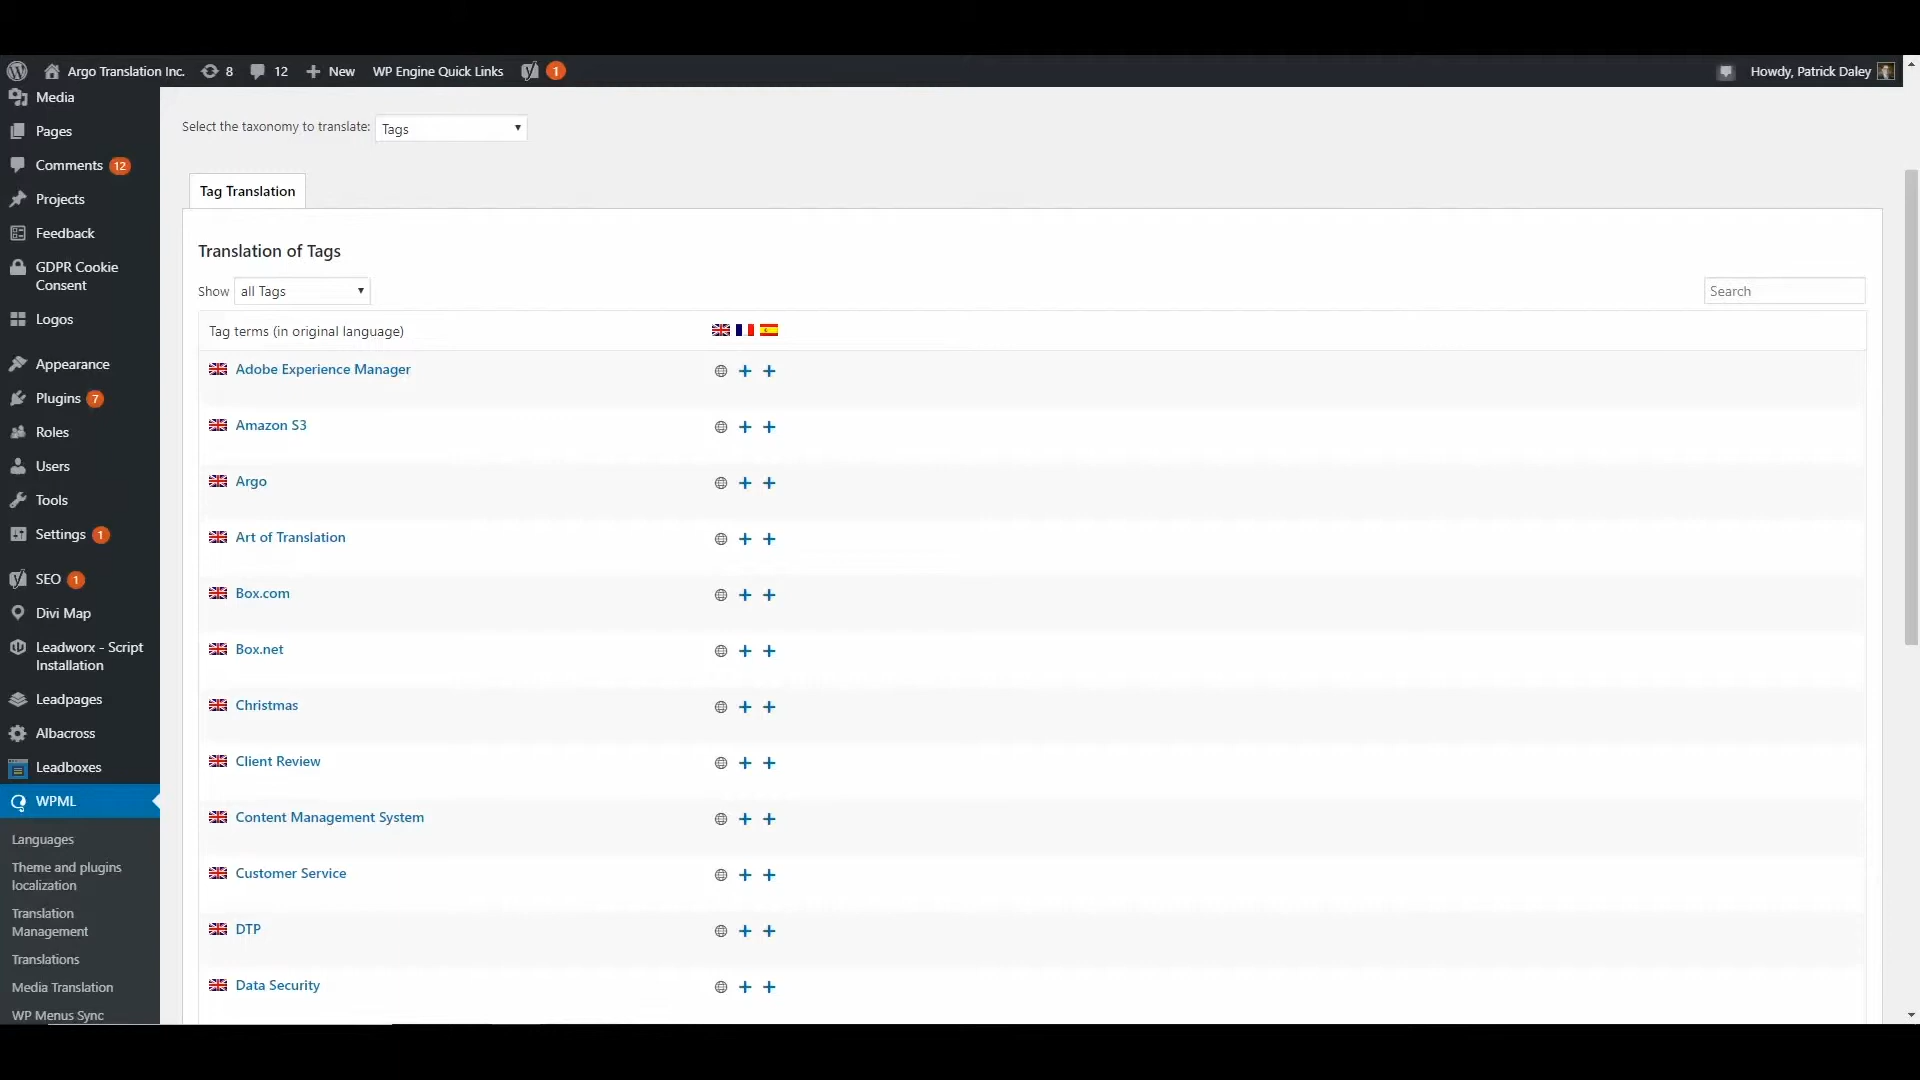 Argo Translation Inc. 8 12 New WP Engine Quick Links 1 Howdy, Patrick Daley
Media
Pages
Comments 12
Projects
Feedback
GDPR Cookie
Consent
Logos
Appearance
Plugins 7
Roles
Users
Tools
Settings 1
SEO 1
Divi Map
Leadworx - Script
Installation
Leadpages
Albacross
Leadboxes
WPML
Languages
Theme and plugins
localization
Translation
Management
Translations
Media Translation
WP Menus Sync
Select the taxonomy to translate: Tags
Tag Translation
Translation of Tags
Show all Tags Search
Tag terms (in original language)
Adobe Experience Manager
Amazon S3
Argo
Art of Translation
Box.com
Box.net
Christmas
Client Review
Content Management System
Customer Service
DTP
Data Security